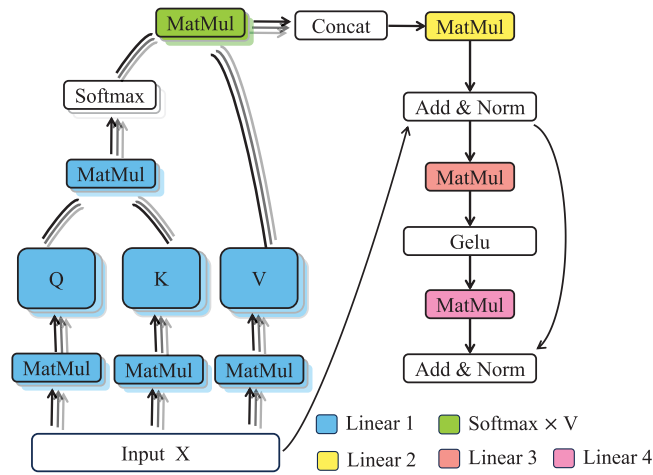 MatMul
Concat
MatMul
Softmax
Add & Norm
MatMul
MatMul
Gelu
Q
K
V
MatMul
MatMul
MatMul
MatMul
Add & Norm
Input X
Linear 1
Softmax × V
Linear 2
Linear 3
Linear 4